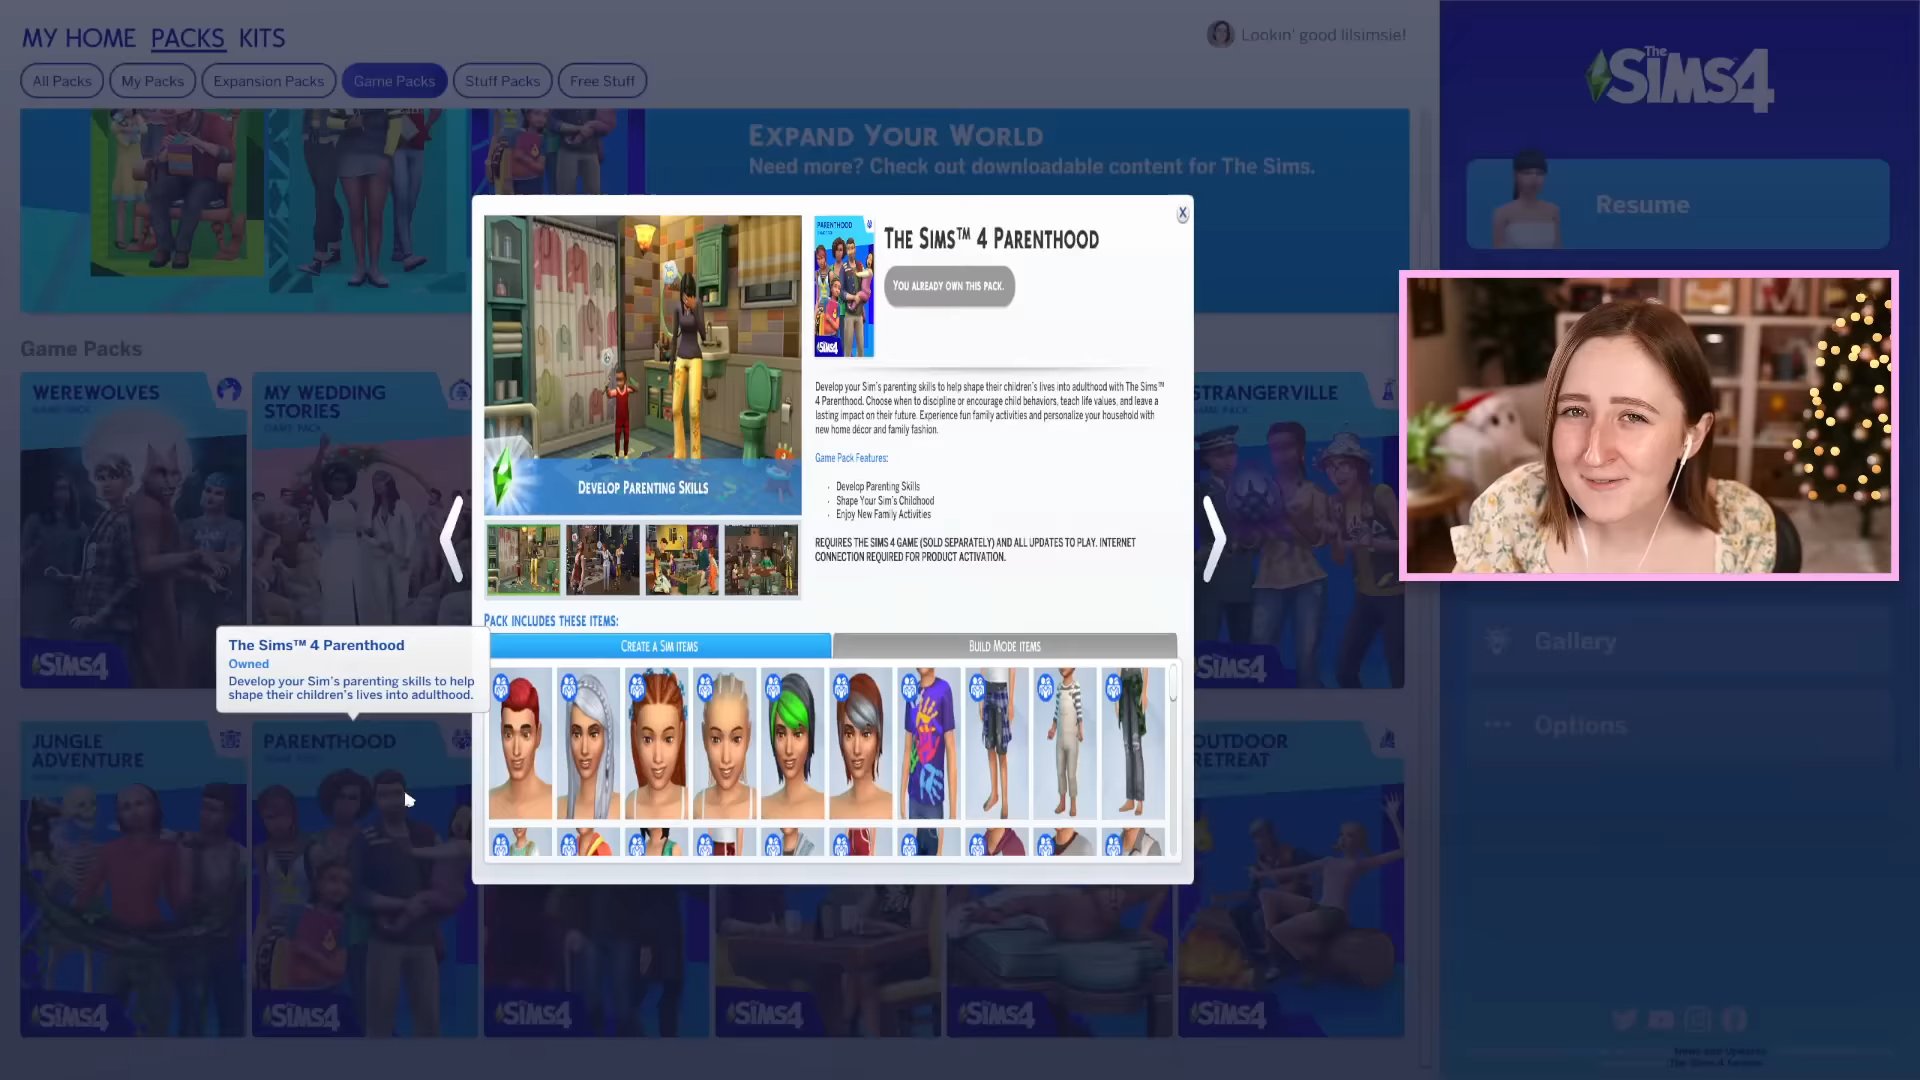 MY HOME PACKS KITS
Lookin' good lilsimsie!
All Packs My Packs Expansion Packs Game Packs Stuff Packs Free Stuff
The SIMS 4
EXPAND YOUR WORLD
Need more? Check out downloadable content for The Sims.
Resume
Game Packs
WEREWOLVES
GAME PACK
MY WEDDING
STORIES
GAME PACK
STRANGERVILLE
GAME PACK
SIMS4
SIMS4
PARENTHOOD
SIMS4
THE SIMS™ 4 PARENTHOOD
YOU ALREADY OWN THIS PACK.
DEVELOP PARENTING SKILLS
Develop your Sim's parenting skills to help shape their children's lives into adulthood with The Sims™
4 Parenthood. Choose when to discipline or encourage child behaviors, teach life values, and leave a
lasting impact on their future. Experience fun family activities and personalize your household with
new home décor and family fashion.
Game Pack Features:
Develop Parenting Skills
Shape Your Sim's Childhood
Enjoy New Family Activities
REQUIRES THE SIMS 4 GAME (SOLD SEPARATELY) AND ALL UPDATES TO PLAY. INTERNET
CONNECTION REQUIRED FOR PRODUCT ACTIVATION.
PACK INCLUDES THESE ITEMS:
CREATE A SIM ITEMS
BUILD MODE ITEMS
The Sims™ 4 Parenthood
Owned
Develop your Sim's parenting skills to help
shape their children's lives into adulthood.
Gallery
Options
JUNGLE
ADVENTURE
PARENTHOOD
OUTDOOR
RETREAT
SIMS4
SIMS4
SIMS4
SIMS4
SIMS4
SIMS4